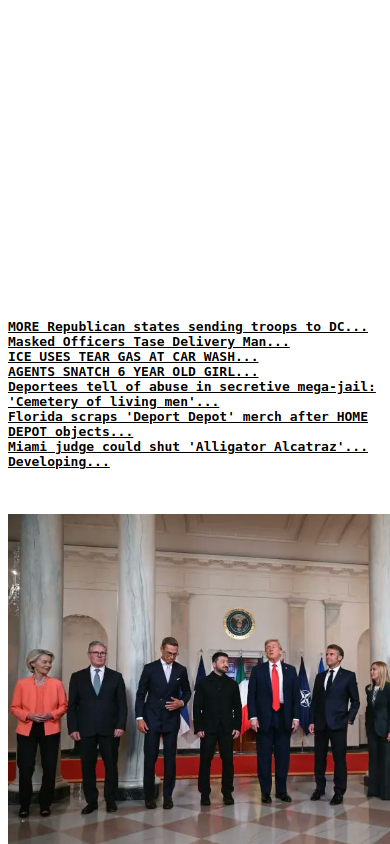 MORE Republican states sending troops to DC...
Masked Officers Tase Delivery Man...
ICE USES TEAR GAS AT CAR WASH...
AGENTS SNATCH 6 YEAR OLD GIRL...
Deportees tell of abuse in secretive mega-jail:
'Cemetery of living men'...
Florida scraps 'Deport Depot' merch after HOME
DEPOT objects...
Miami judge could shut 'Alligator Alcatraz'...
Developing...